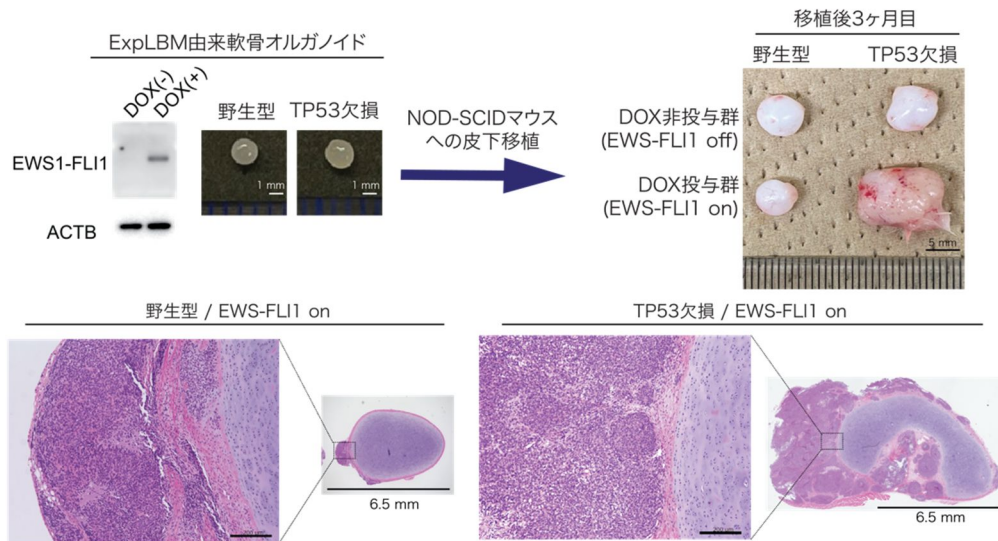 ExpLBM由来軟骨オルガノイド
DOX(-)
DOX(+)
EWS1-FLI1
ACTB
野生型
TP53欠損
1 mm
1 mm
NOD-SCIDマウス
への皮下移植
移植後3ヶ月目
野生型
TP53欠損
DOX非投与群
(EWS-FLI1 off)
DOX投与群
(EWS-FLI1 on)
5 mm
野生型 / EWS-FLI1 on
6.5 mm
TP53欠損 / EWS-FLI1 on
6.5 mm